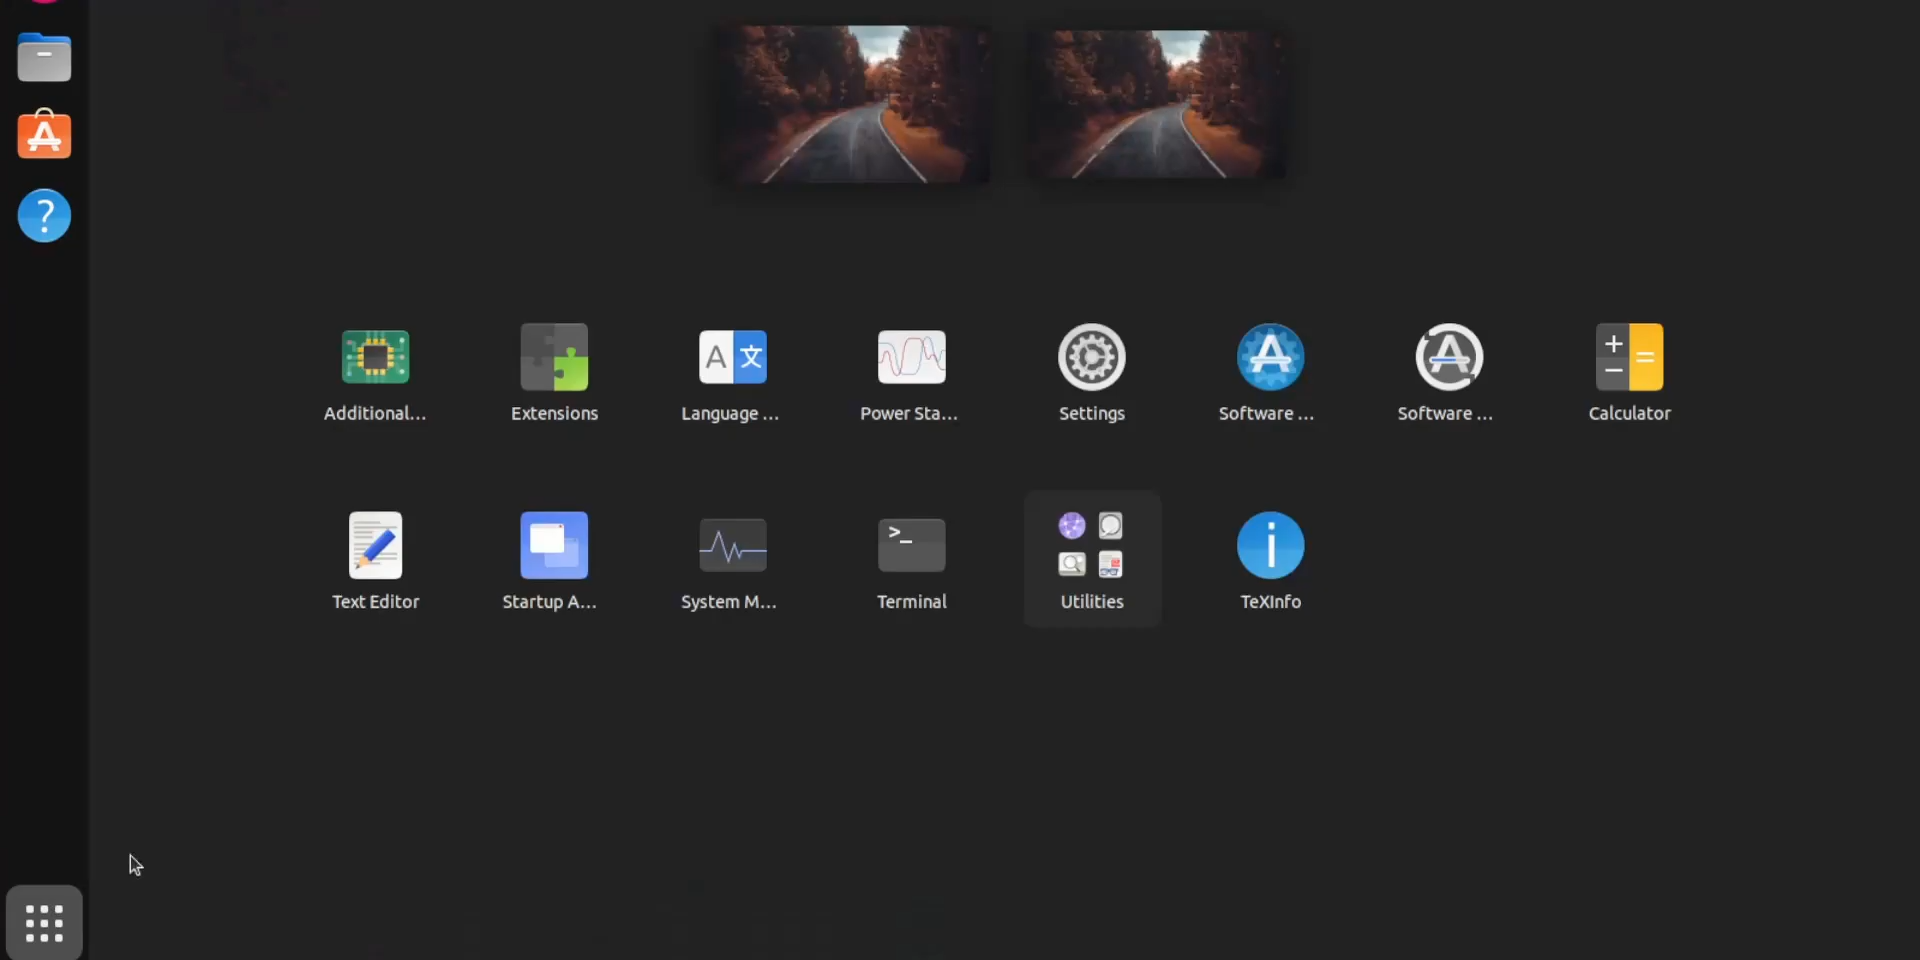 Additional...
Extensions
Language ...
Power Sta...
Settings
Software ...
Software ...
Calculator
Text Editor
Startup A...
System M...
Terminal
Utilities
TeXInfo